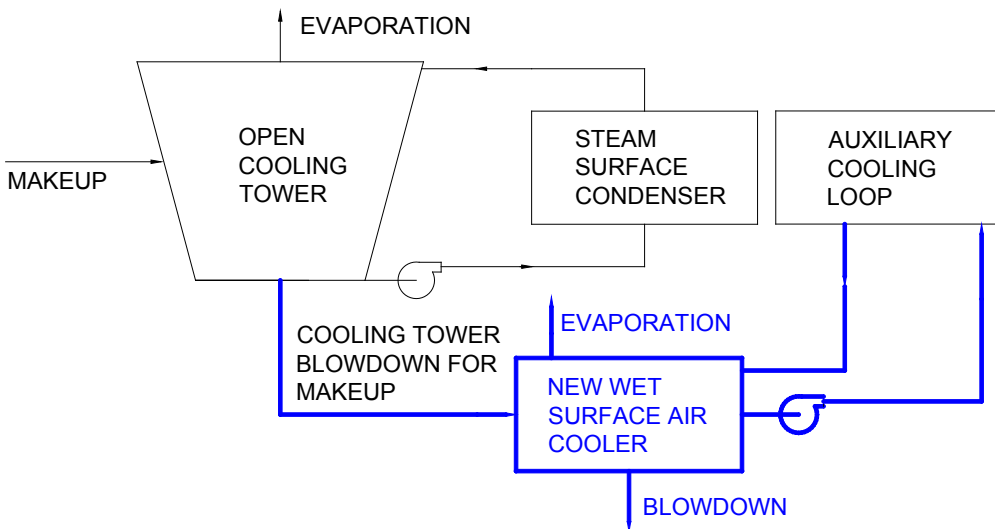 EVAPORATION
OPEN
COOLING
TOWER
MAKEUP
STEAM
SURFACE
CONDENSER
AUXILIARY
COOLING
LOOP
COOLING TOWER
BLOWDOWN FOR
MAKEUP
EVAPORATION
NEW WET
SURFACE AIR
COOLER
BLOWDOWN